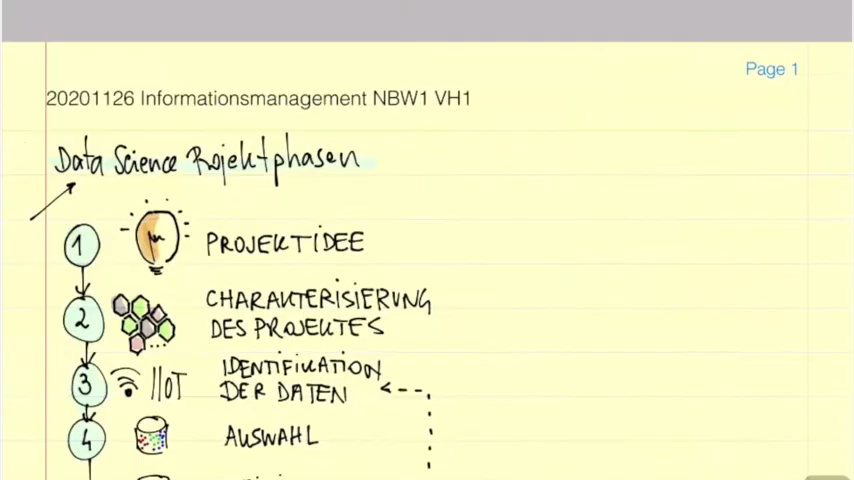 Page 1
20201126 Informationsmanagement NBW1 VH1
Data Science Projektphasen
1 PROJEKTIDEE
2 CHARAKTERISIERUNG
DES PROJEKTES
3 IIOT IDENTIFIKATION
DER DATEN
4 AUSWAHL